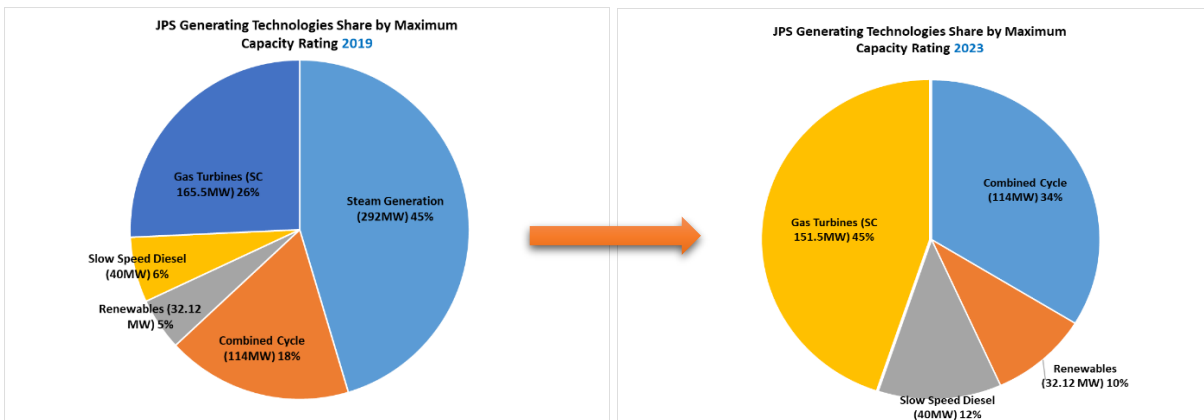 JPS Generating Technologies Share by Maximum
Capacity Rating 2019
Gas Turbines (SC
165.5MW) 26%
Steam Generation
(292MW) 45%
Slow Speed Diesel
(40MW) 6%
Renewables (32.12
MW) 5%
Combined Cycle
(114MW) 18%
JPS Generating Technologies Share by Maximum
Capacity Rating 2023
Combined Cycle
(114MW) 34%
Gas Turbines (SC
151.5MW) 45%
Renewables
(32.12 MW) 10%
Slow Speed Diesel
(40MW) 12%